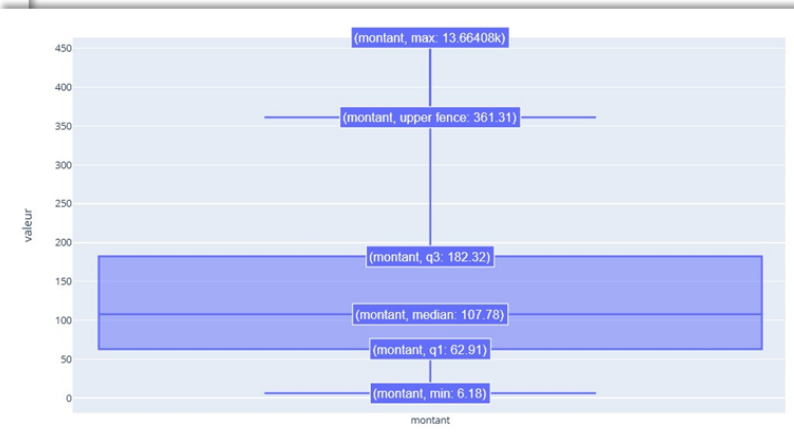 (montant, max: 13.66408k)
450
400
(montant, upper fence: 361.31)
350
300
250
valeur
200
(montant, q3: 182.32)
150
(montant, median: 107.78)
100
(montant, q1: 62.91)
50
(montant, min: 6.18)
0
montant